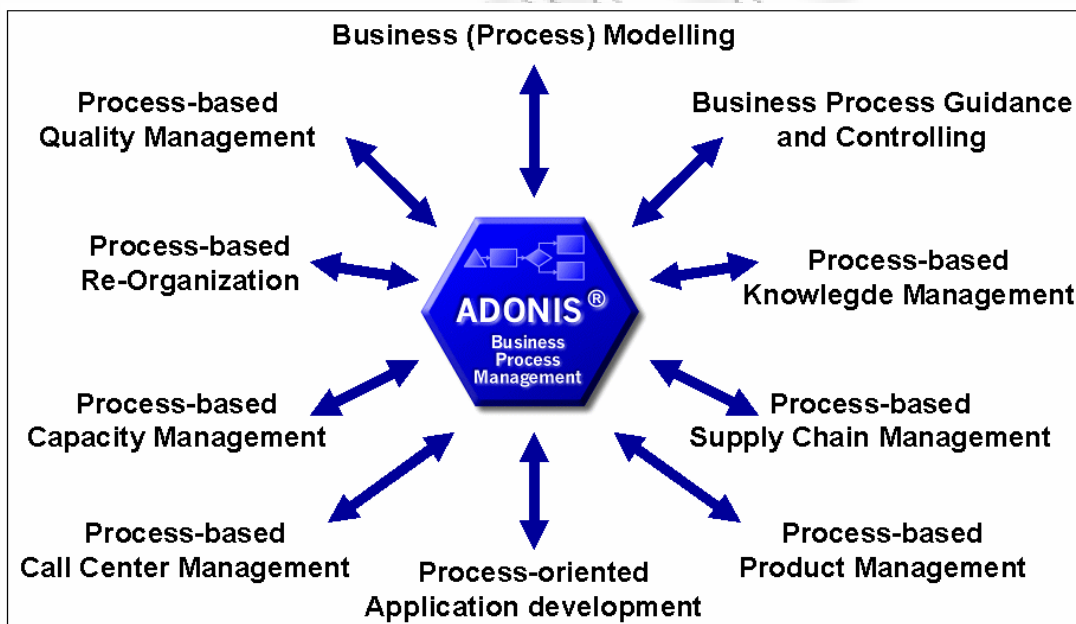 Business (Process) Modelling
Process-based
Quality Management
Business Process Guidance
and Controlling
Process-based
Re-Organization
Process-based
Knowlegde Management
ADONIS®
Business
Process
Management
Process-based
Capacity Management
Process-based
Supply Chain Management
Process-based
Call Center Management
Process-oriented
Application development
Process-based
Product Management